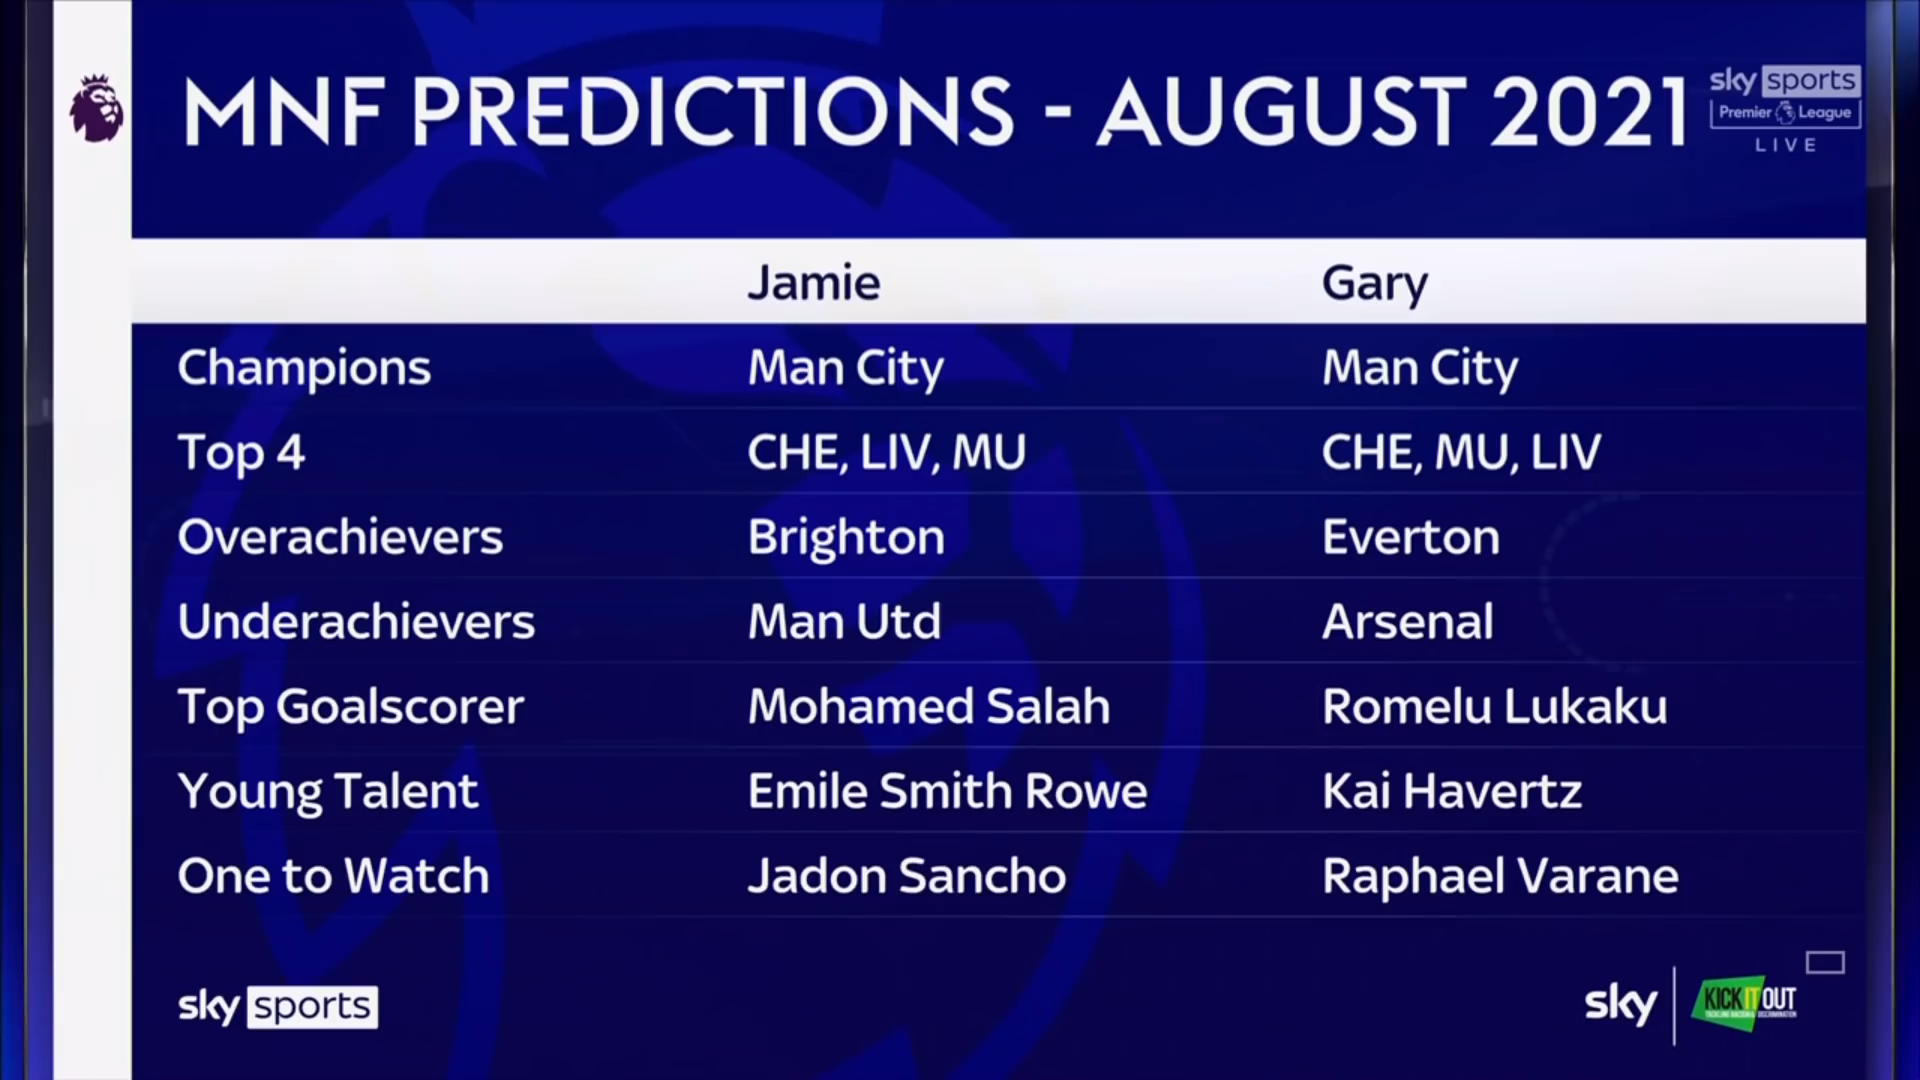 MNF PREDICTIONS - AUGUST 2021
sky sports
Premier League
LIVE
Jamie Gary
Champions Man City Man City
Top 4 CHE, LIV, MU CHE, MU, LIV
Overachievers Brighton Everton
Underachievers Man Utd Arsenal
Top Goalscorer Mohamed Salah Romelu Lukaku
Young Talent Emile Smith Rowe Kai Havertz
One to Watch Jadon Sancho Raphael Varane
sky sports
sky KICK IT OUT
TACKLING RACISM & DISCRIMINATION